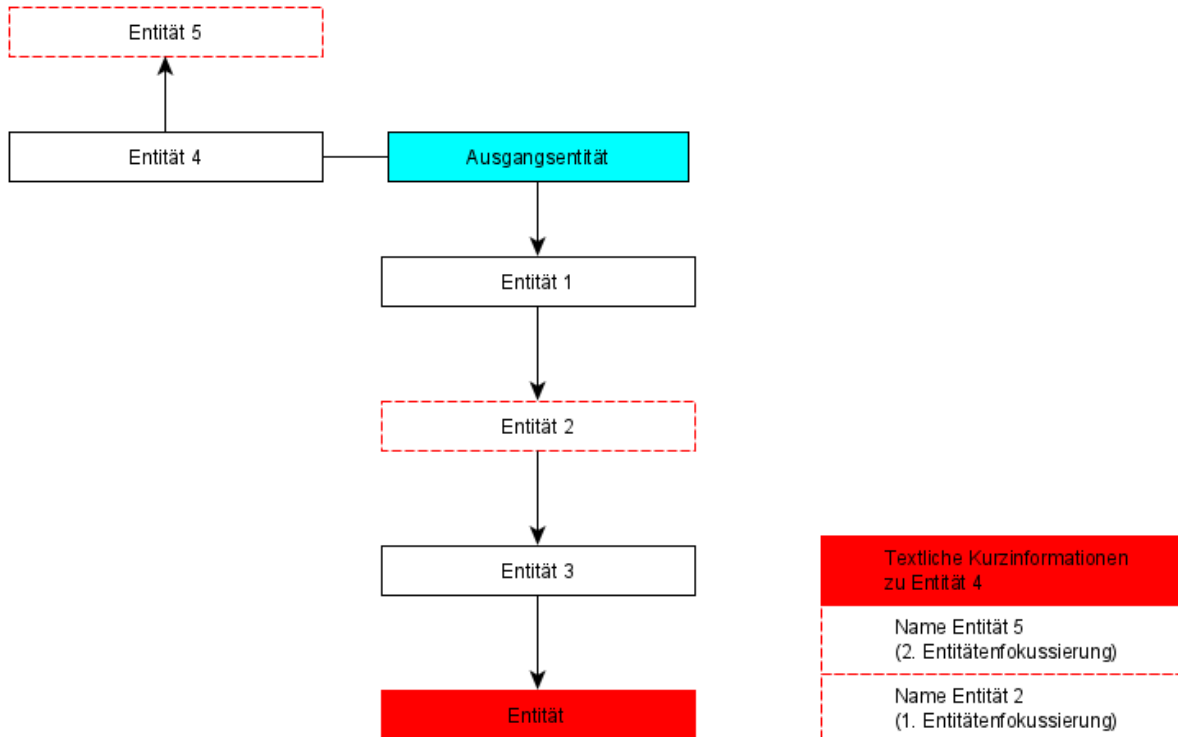 Entität 5
Entität 4
Ausgangsentität
Entität 1
Entität 2
Entität 3
Entität
Textliche Kurzinformationen
zu Entität 4
Name Entität 5
(2. Entitätenfokussierung)
Name Entität 2
(1. Entitätenfokussierung)